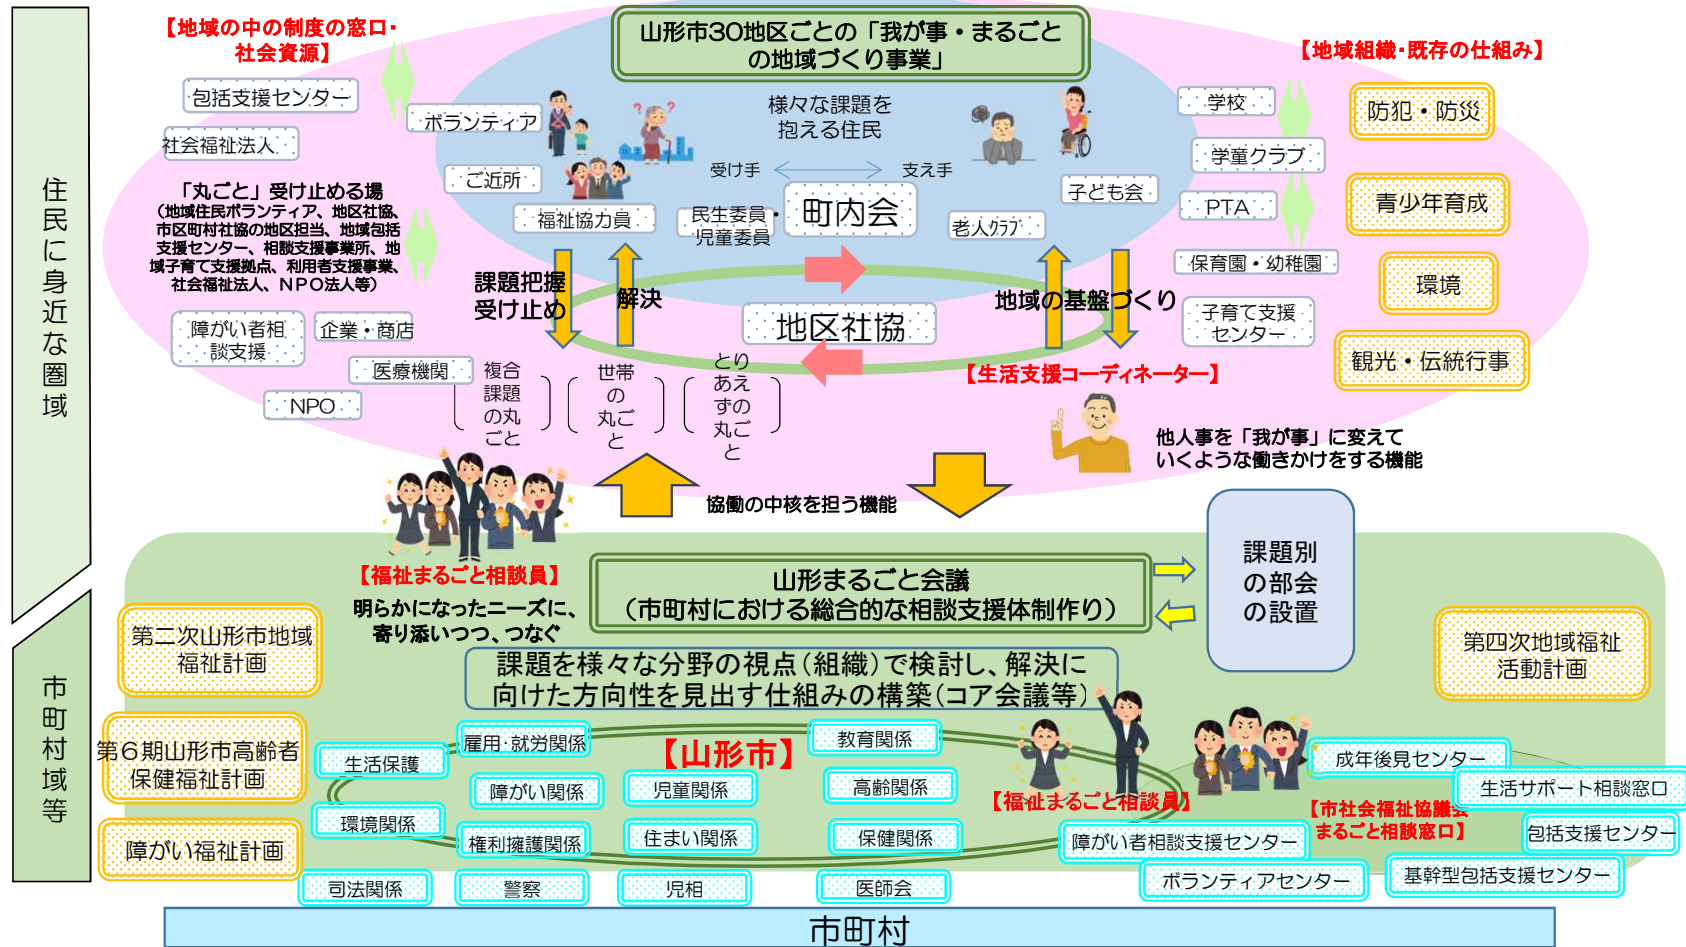 住民に身近な圏域
市町村域等
【地域の中の制度の窓口・
社会資源】
包括支援センター
社会福祉法人
「丸ごと」受け止める場
（地域住民ボランティア、地区社協、
市区町村社協の地区担当、地域包括
支援センター、相談支援事業所、地
域子育て支援拠点、利用者支援事業、
社会福祉法人、NPO法人等）
障がい者相
談支援
企業・商店
医療機関
NPO
山形市30地区ごとの「我が事・まるごと
の地域づくり事業」
ボランティア
ご近所
福祉協力員
様々な課題を
抱える住民
受け手
支え手
民生委員・
児童委員
町内会
老人クラブ
子ども会
課題把握
受け止め
解決
地区社協
地域の基盤づくり
複合
課題
の丸
ごと
世帯
の
丸ご
と
とり
あえ
ずの
丸ご
と
【地域組織・既存の仕組み】
学校
学童クラブ
PTA
保育園・幼稚園
子育て支援
センター
防犯・防災
青少年育成
環境
観光・伝統行事
【生活支援コーディネーター】
他人事を「我が事」に変えて
いくような働きかけをする機能
協働の中核を担う機能
【福祉まるごと相談員】
明らかになったニーズに、
寄り添いつつ、つなぐ
山形まるごと会議
（市町村における総合的な相談支援体制作り）
課題別
の部会
の設置
課題を様々な分野の視点（組織）で検討し、解決に
向けた方向性を見出す仕組みの構築（コア会議等）
第二次山形市地域
福祉計画
第6期山形市高齢者
保健福祉計画
障がい福祉計画
第四次地域福祉
活動計画
【山形市】
生活保護
雇用・就労関係
教育関係
障がい関係
児童関係
高齢関係
環境関係
権利擁護関係
住まい関係
保健関係
司法関係
警察
児相
医師会
【福祉まるごと相談員】
【市社会福祉協議会
まるごと相談窓口】
成年後見センター
生活サポート相談窓口
包括支援センター
障がい者相談支援センター
ボランティアセンター
基幹型包括支援センター
市町村